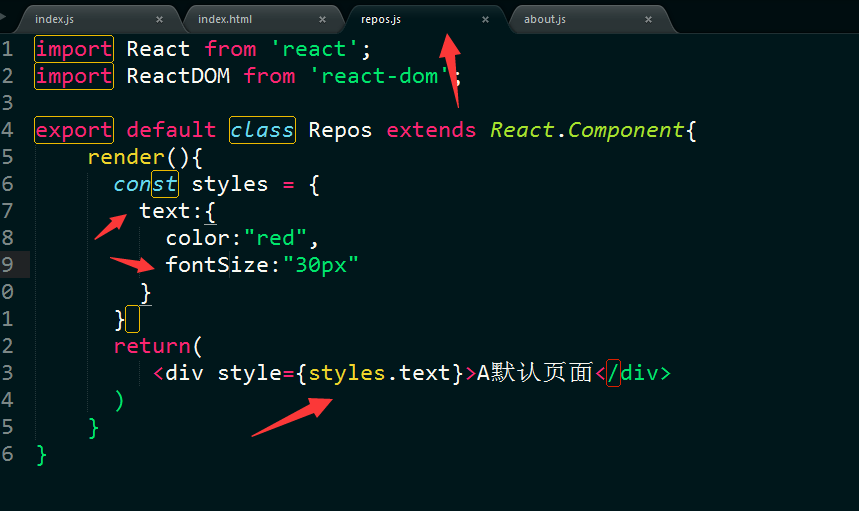 index.js × index.html × repos.js × about.js ×
1 import React from 'react';
2 import ReactDOM from 'react-dom';
3
4 export default class Repos extends React.Component{
5     render(){
6       const styles = {
7         text:{
8           color:"red",
9           fontSize:"30px"
0         }
1       }
2       return(
3          <div style={styles.text}>A默认页面</div>
4       )
5     }
6 }